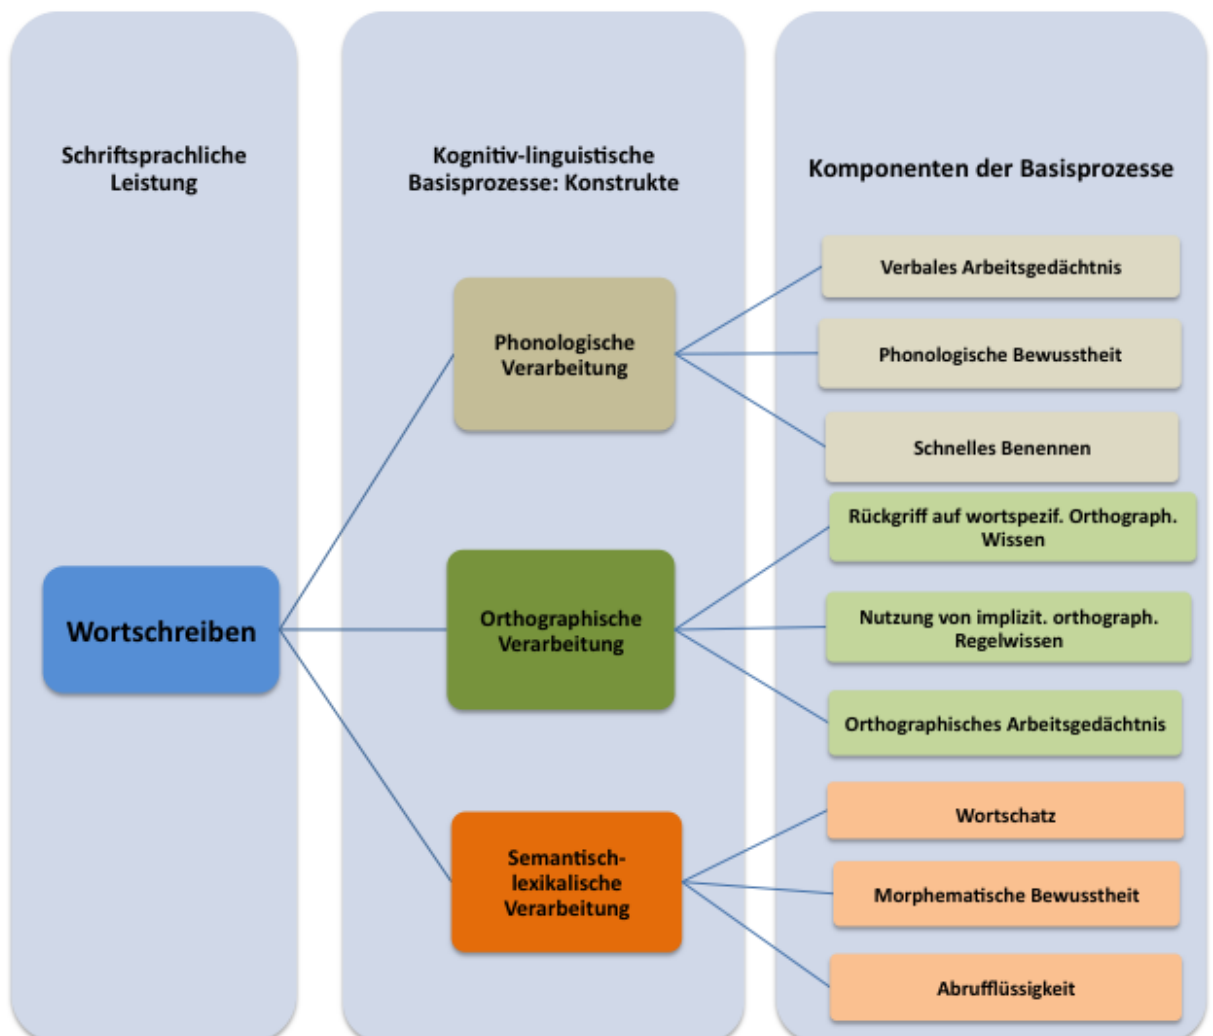 Schriftsprachliche
Leistung
Kognitiv-linguistische
Basisprozesse: Konstrukte
Komponenten der Basisprozesse
Wortschreiben
Phonologische
Verarbeitung
Orthographische
Verarbeitung
Semantisch-
lexikalische
Verarbeitung
Verbales Arbeitsgedächtnis
Phonologische Bewusstheit
Schnelles Benennen
Rückgriff auf wortspezif. Orthograph.
Wissen
Nutzung von implizit. orthograph.
Regelwissen
Orthographisches Arbeitsgedächtnis
Wortschatz
Morphematische Bewusstheit
Abrufflüssigkeit